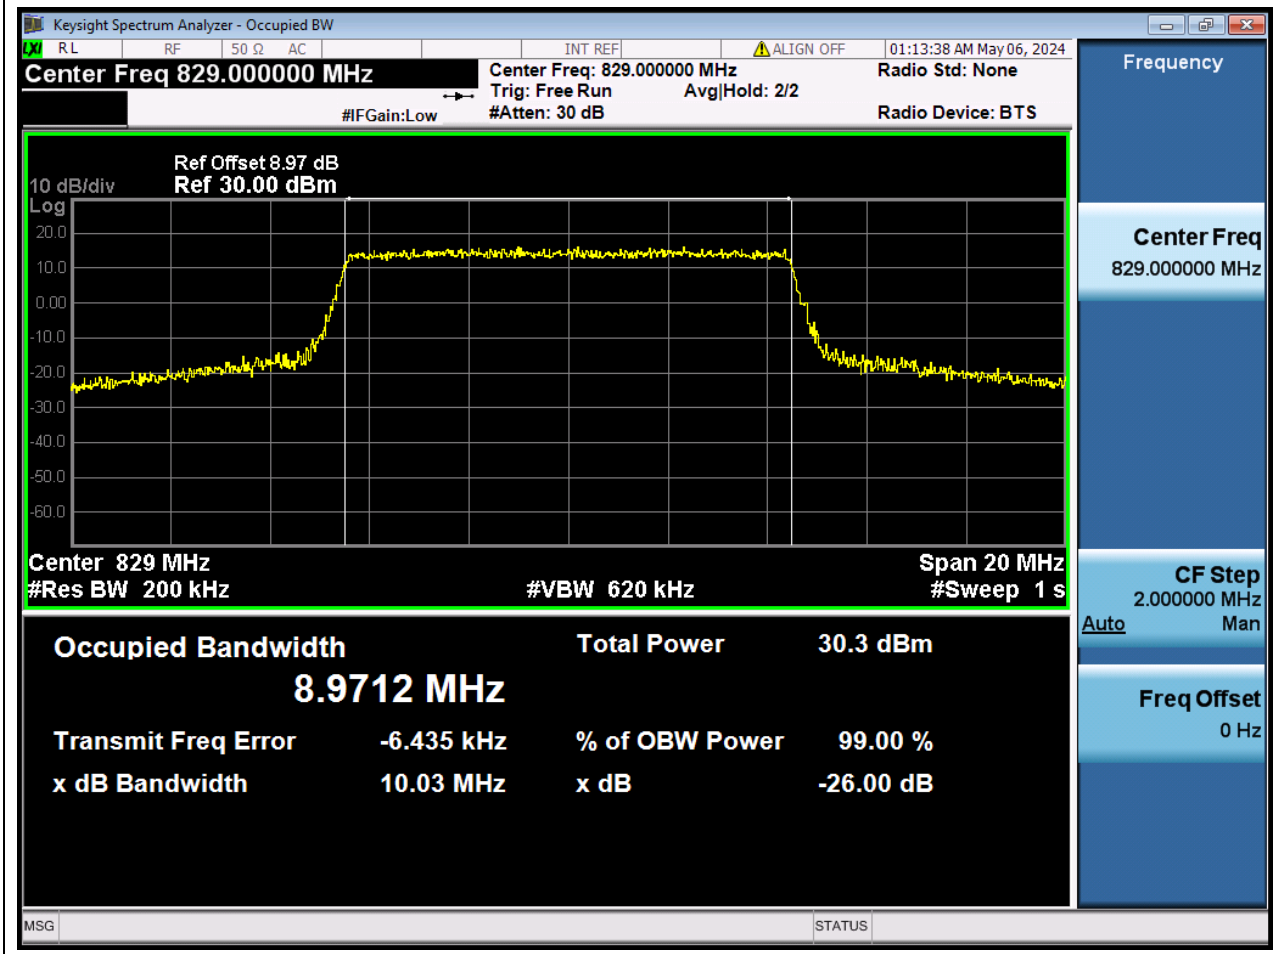 Keysight Spectrum Analyzer - Occupied BW
LXI RL RF 50 Ω AC INT REF ALIGN OFF 01:13:38 AM May 06, 2024
Center Freq 829.000000 MHz
#IFGain:Low
Center Freq: 829.000000 MHz
Trig: Free Run Avg|Hold: 2/2
#Atten: 30 dB
Radio Std: None
Radio Device: BTS
Frequency
Ref Offset 8.97 dB
10 dB/div Ref 30.00 dBm
Log
20.0
10.0
0.00
-10.0
-20.0
-30.0
-40.0
-50.0
-60.0
Center 829 MHz Span 20 MHz
#Res BW 200 kHz #VBW 620 kHz #Sweep 1 s
Occupied Bandwidth Total Power 30.3 dBm
8.9712 MHz
Transmit Freq Error -6.435 kHz % of OBW Power 99.00 %
x dB Bandwidth 10.03 MHz x dB -26.00 dB
Center Freq
829.000000 MHz
CF Step
2.000000 MHz
Auto Man
Freq Offset
0 Hz
MSG STATUS